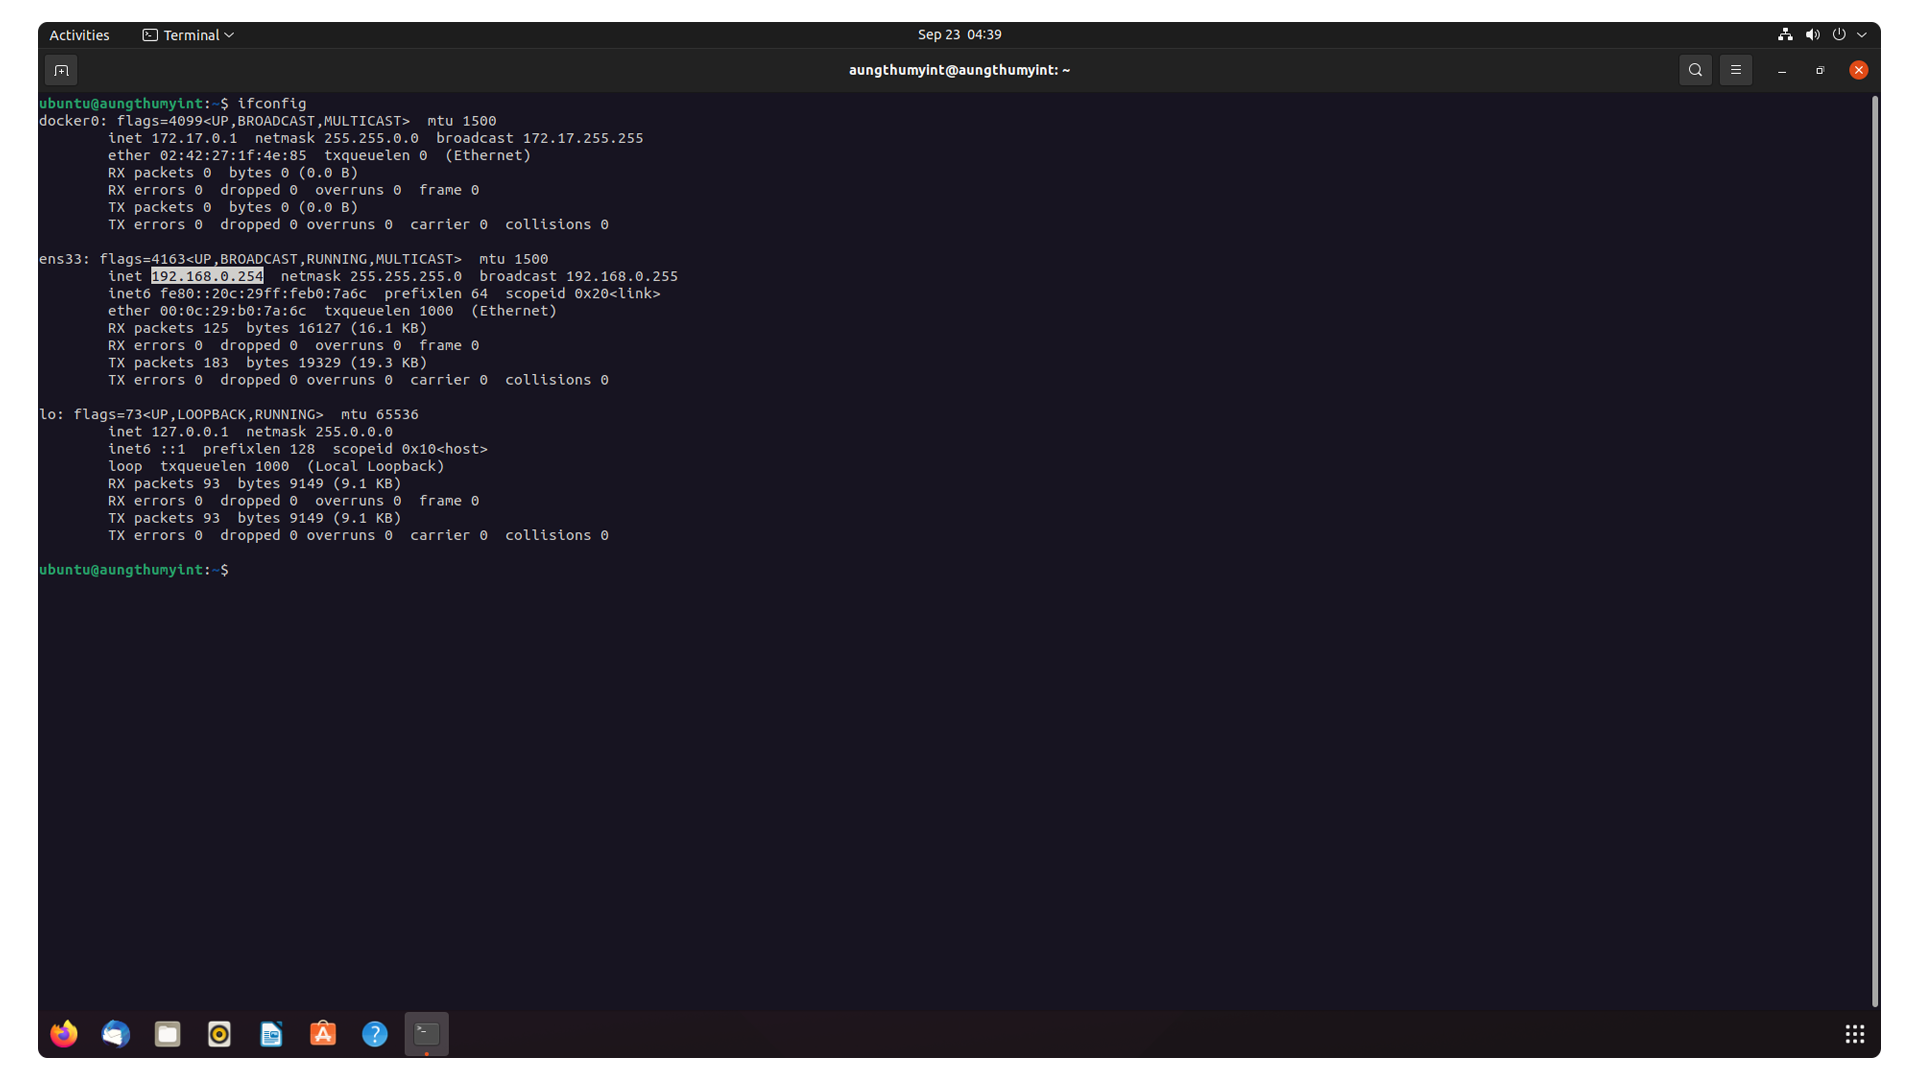 Activities Terminal Sep 23 04:39
aungthumyint@aungthumyint: ~
ubuntu@aungthumyint:~$ ifconfig
docker0: flags=4099<UP,BROADCAST,MULTICAST>  mtu 1500
        inet 172.17.0.1  netmask 255.255.0.0  broadcast 172.17.255.255
        ether 02:42:27:1f:4e:85  txqueuelen 0  (Ethernet)
        RX packets 0  bytes 0 (0.0 B)
        RX errors 0  dropped 0  overruns 0  frame 0
        TX packets 0  bytes 0 (0.0 B)
        TX errors 0  dropped 0 overruns 0  carrier 0  collisions 0

ens33: flags=4163<UP,BROADCAST,RUNNING,MULTICAST>  mtu 1500
        inet 192.168.0.254  netmask 255.255.255.0  broadcast 192.168.0.255
        inet6 fe80::20c:29ff:feb0:7a6c  prefixlen 64  scopeid 0x20<link>
        ether 00:0c:29:b0:7a:6c  txqueuelen 1000  (Ethernet)
        RX packets 125  bytes 16127 (16.1 KB)
        RX errors 0  dropped 0  overruns 0  frame 0
        TX packets 183  bytes 19329 (19.3 KB)
        TX errors 0  dropped 0 overruns 0  carrier 0  collisions 0

lo: flags=73<UP,LOOPBACK,RUNNING>  mtu 65536
        inet 127.0.0.1  netmask 255.0.0.0
        inet6 ::1  prefixlen 128  scopeid 0x10<host>
        loop  txqueuelen 1000  (Local Loopback)
        RX packets 93  bytes 9149 (9.1 KB)
        RX errors 0  dropped 0  overruns 0  frame 0
        TX packets 93  bytes 9149 (9.1 KB)
        TX errors 0  dropped 0 overruns 0  carrier 0  collisions 0

ubuntu@aungthumyint:~$